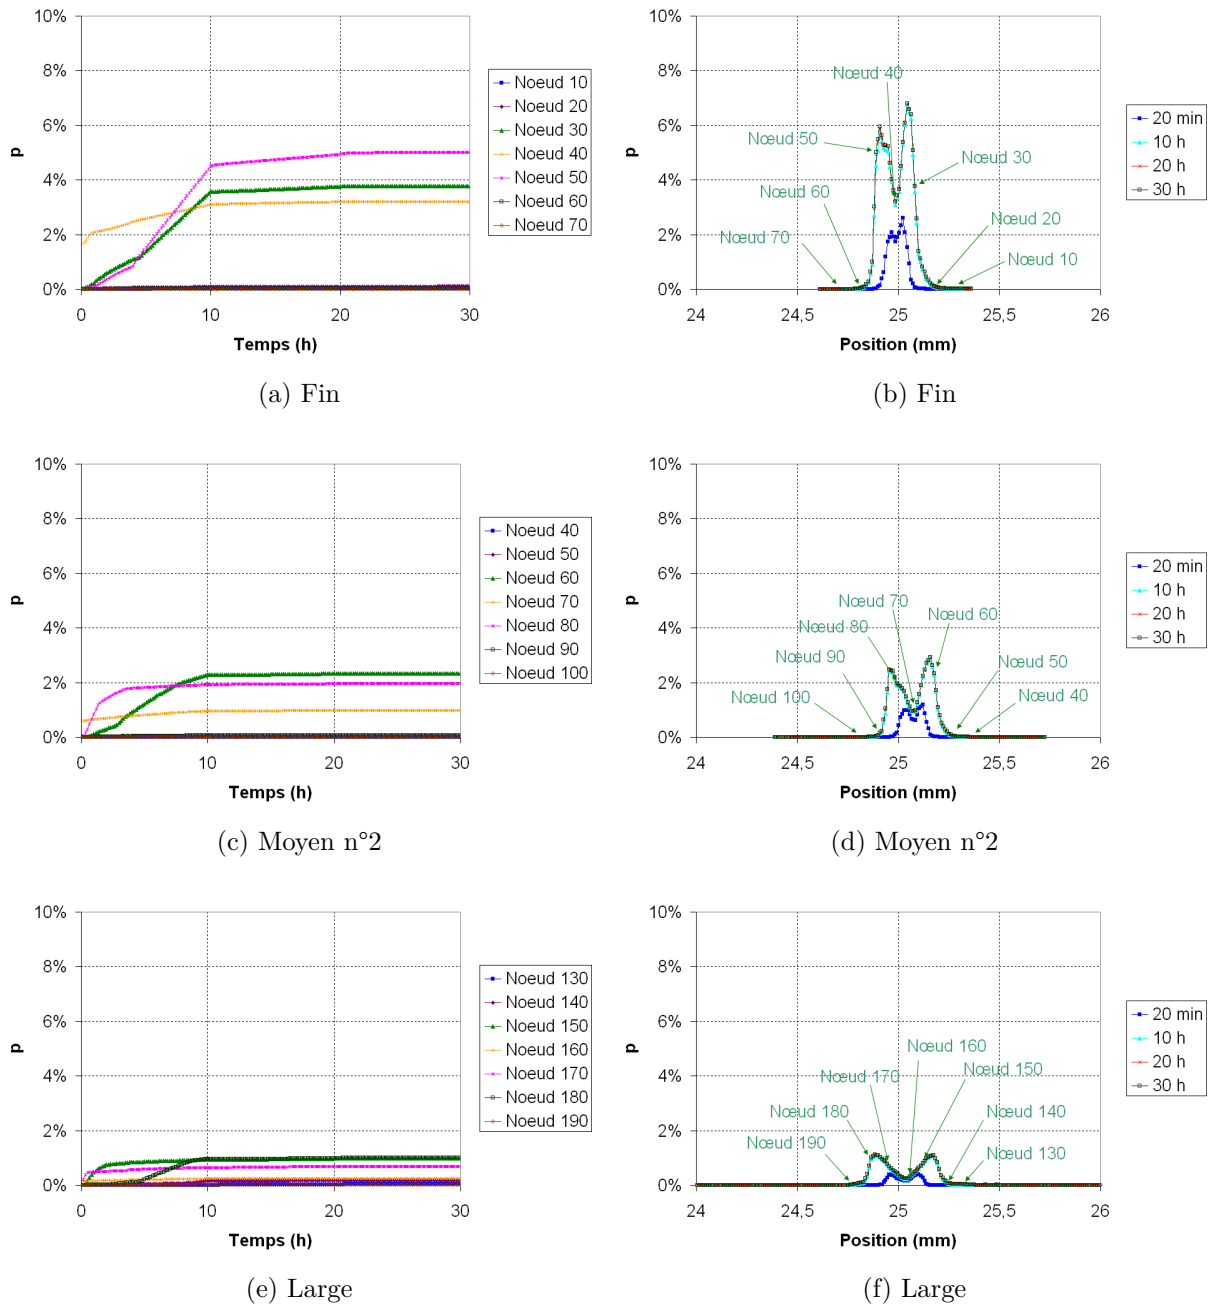 10%
8%
6%
4%
2%
0%
p
0
10
20
30
Temps (h)
Noeud 10
Noeud 20
Noeud 30
Noeud 40
Noeud 50
Noeud 60
Noeud 70
(a) Fin
10%
8%
6%
4%
2%
0%
p
Nœud 40
Nœud 50
Nœud 30
Nœud 60
Nœud 20
Nœud 70
Nœud 10
24
24,5
25
25,5
26
Position (mm)
20 min
10 h
20 h
30 h
(b) Fin
10%
8%
6%
4%
2%
0%
p
0
10
20
30
Temps (h)
Noeud 40
Noeud 50
Noeud 60
Noeud 70
Noeud 80
Noeud 90
Noeud 100
(c) Moyen n°2
10%
8%
6%
4%
2%
0%
p
Nœud 70
Nœud 60
Nœud 80
Nœud 90
Nœud 50
Nœud 100
Nœud 40
24
24,5
25
25,5
26
Position (mm)
20 min
10 h
20 h
30 h
(d) Moyen n°2
10%
8%
6%
4%
2%
0%
p
0
10
20
30
Temps (h)
Noeud 130
Noeud 140
Noeud 150
Noeud 160
Noeud 170
Noeud 180
Noeud 190
(e) Large
10%
8%
6%
4%
2%
0%
p
Nœud 160
Nœud 150
Nœud 170
Nœud 180
Nœud 140
Nœud 190
Nœud 130
24
24,5
25
25,5
26
Position (mm)
20 min
10 h
20 h
30 h
(f) Large